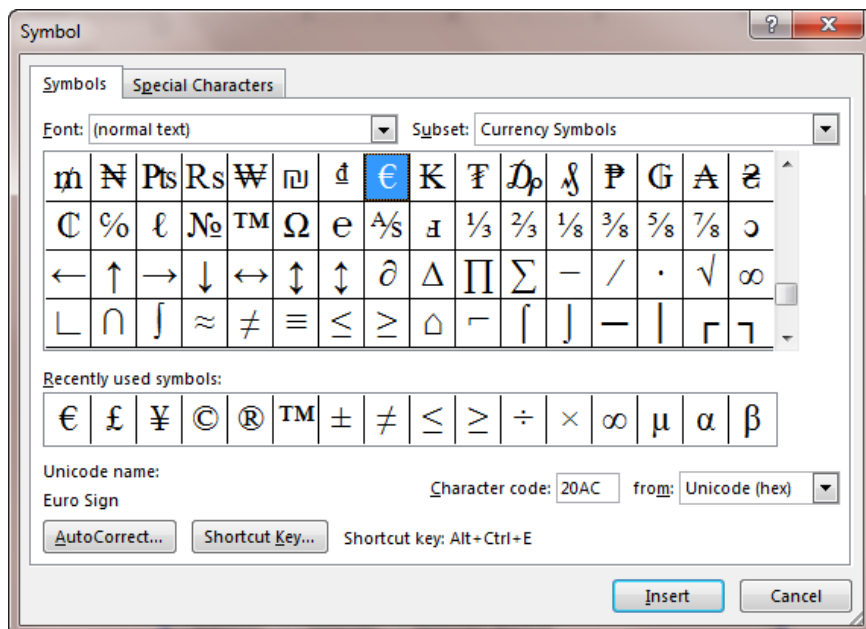 Symbol
Symbols Special Characters
Font: (normal text) Subset: Currency Symbols
₥ ₦ ₧ ₨ ₩ ₪ ₫ € ₭ ₮ ₯ ₰ ₱ ₲ ₳ ₴
₵ ℅ ℓ № ™ Ω ℮ ⅍ ⅎ ⅓ ⅔ ⅛ ⅜ ⅝ ⅞ ↄ
← ↑ → ↓ ↔ ↕ ↨ ∂ ∆ ∏ ∑ − ∕ ∙ √ ∞
∟ ∩ ∫ ≈ ≠ ≡ ≤ ≥ ⌂ ⌐ ⌠ ⌡ ─ │ ┌ ┐
Recently used symbols:
€ £ ¥ © ® ™ ± ≠ ≤ ≥ ÷ × ∞ µ α β
Unicode name:
Euro Sign
Character code: 20AC from: Unicode (hex)
AutoCorrect... Shortcut Key... Shortcut key: Alt+Ctrl+E
Insert Cancel